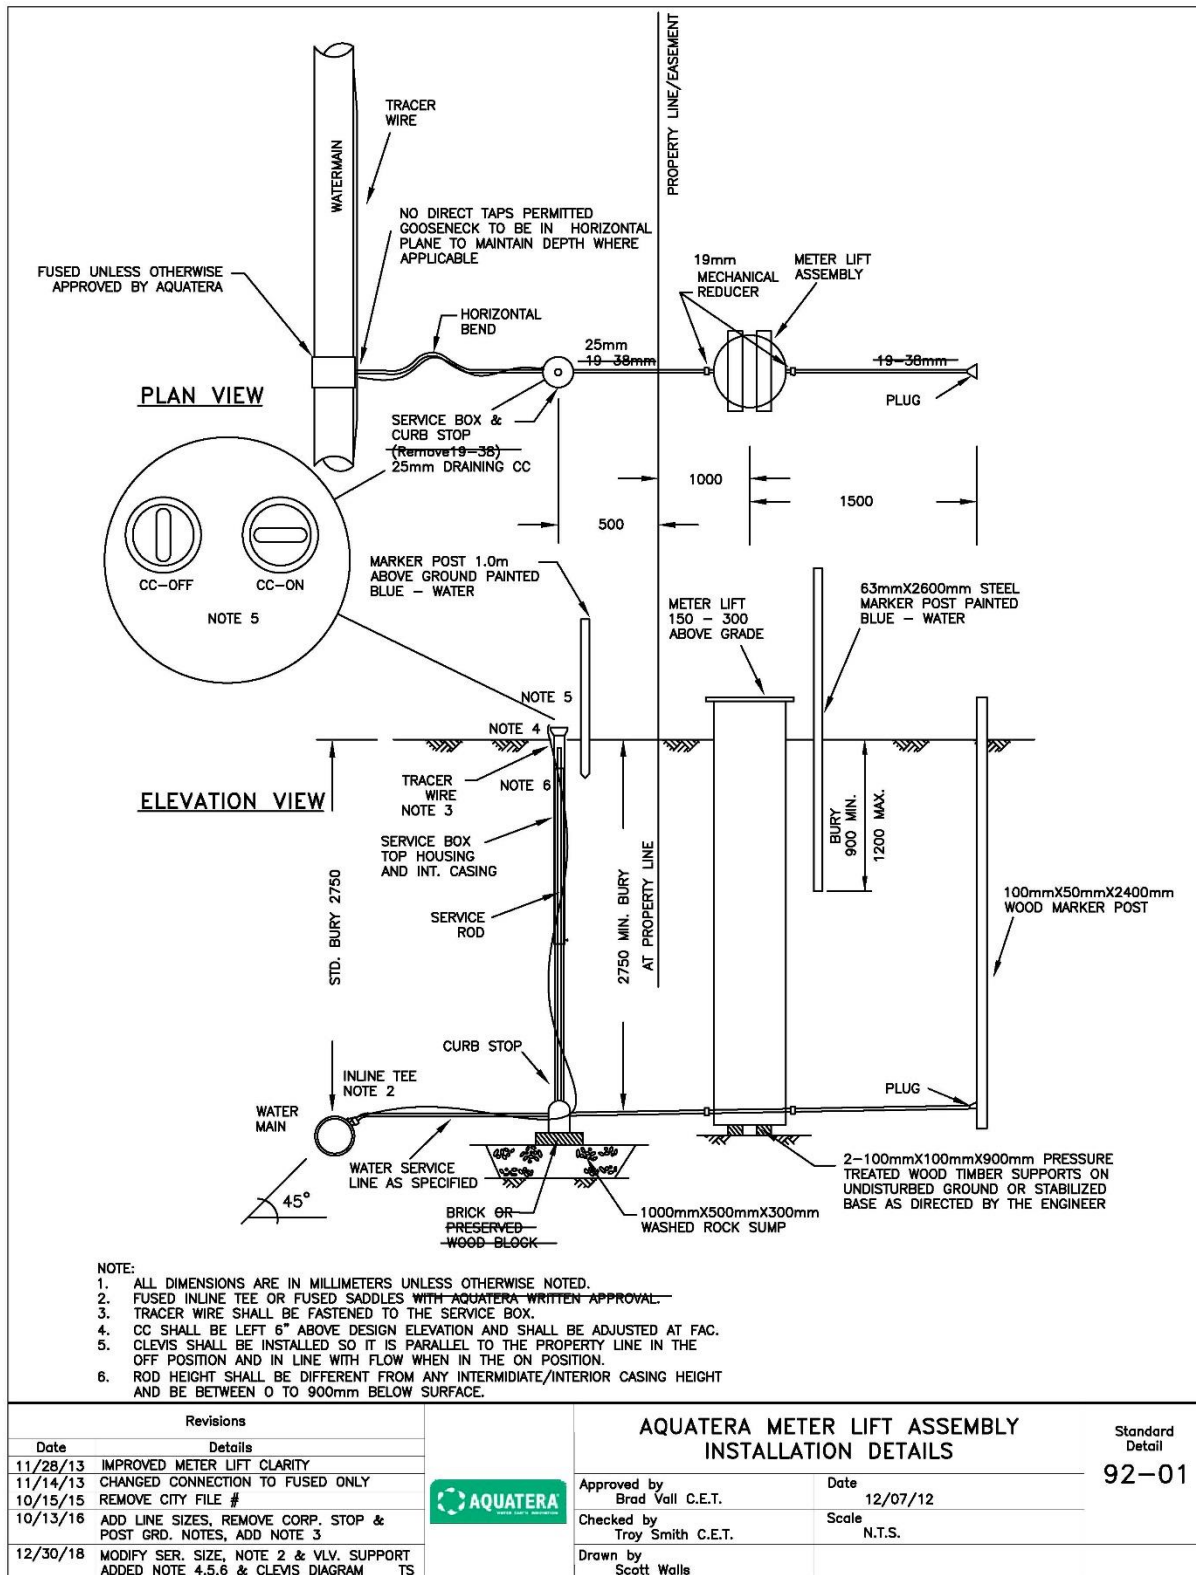 PROPERTY LINE/EASEMENT
TRACER
WIRE
WATERMAIN
NO DIRECT TAPS PERMITTED
GOOSENECK TO BE IN HORIZONTAL
PLANE TO MAINTAIN DEPTH WHERE
APPLICABLE
FUSED UNLESS OTHERWISE
APPROVED BY AQUATERA
19mm
MECHANICAL
REDUCER
METER LIFT
ASSEMBLY
HORIZONTAL
BEND
25mm
19-38mm
19-38mm
PLAN VIEW
PLUG
SERVICE BOX &
CURB STOP
(Remove19-38)
25mm DRAINING CC
1000
1500
500
CC-OFF
CC-ON
NOTE 5
MARKER POST 1.0m
ABOVE GROUND PAINTED
BLUE - WATER
METER LIFT
150 - 300
ABOVE GRADE
63mmX2600mm STEEL
MARKER POST PAINTED
BLUE - WATER
NOTE 5
NOTE 4
TRACER
WIRE
NOTE 3
NOTE 6
ELEVATION VIEW
SERVICE BOX
TOP HOUSING
AND INT. CASING
BURY
900 MIN.
1200 MAX.
STD. BURY 2750
SERVICE
ROD
2750 MIN. BURY
AT PROPERTY LINE
100mmX50mmX2400mm
WOOD MARKER POST
CURB STOP
INLINE TEE
NOTE 2
PLUG
WATER
MAIN
WATER SERVICE
LINE AS SPECIFIED
45°
2-100mmX100mmX900mm PRESSURE
TREATED WOOD TIMBER SUPPORTS ON
UNDISTURBED GROUND OR STABILIZED
BASE AS DIRECTED BY THE ENGINEER
BRICK OR
PRESERVED
WOOD BLOCK
1000mmX500mmX300mm
WASHED ROCK SUMP
NOTE:
1. ALL DIMENSIONS ARE IN MILLIMETERS UNLESS OTHERWISE NOTED.
2. FUSED INLINE TEE OR FUSED SADDLES WITH AQUATERA WRITTEN APPROVAL.
3. TRACER WIRE SHALL BE FASTENED TO THE SERVICE BOX.
4. CC SHALL BE LEFT 6" ABOVE DESIGN ELEVATION AND SHALL BE ADJUSTED AT FAC.
5. CLEVIS SHALL BE INSTALLED SO IT IS PARALLEL TO THE PROPERTY LINE IN THE
OFF POSITION AND IN LINE WITH FLOW WHEN IN THE ON POSITION.
6. ROD HEIGHT SHALL BE DIFFERENT FROM ANY INTERMIDIATE/INTERIOR CASING HEIGHT
AND BE BETWEEN 0 TO 900mm BELOW SURFACE.
Revisions
Date Details
11/28/13 IMPROVED METER LIFT CLARITY
11/14/13 CHANGED CONNECTION TO FUSED ONLY
10/15/15 REMOVE CITY FILE #
10/13/16 ADD LINE SIZES, REMOVE CORP. STOP &
POST GRD. NOTES, ADD NOTE 3
12/30/18 MODIFY SER. SIZE, NOTE 2 & VLV. SUPPORT
ADDED NOTE 4,5,6 & CLEVIS DIAGRAM TS
AQUATERA
AQUATERA METER LIFT ASSEMBLY
INSTALLATION DETAILS
Approved by
Brad Vall C.E.T.
Date
12/07/12
Checked by
Troy Smith C.E.T.
Scale
N.T.S.
Drawn by
Scott Walls
Standard
Detail
92-01